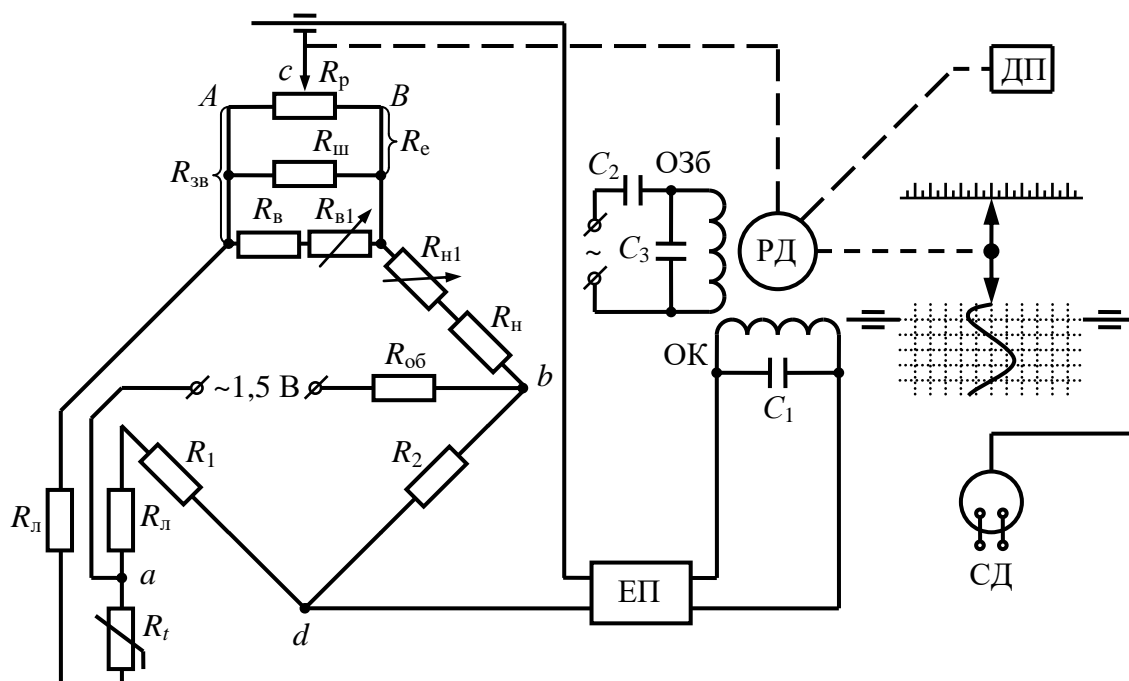 c
Rр
ДП
A
B
Rш
Rе
Rзв
C2
ОЗб
Rв
Rв1
Rн1
~
C3
РД
Rн
ОК
Rоб
b
~1,5 В
C1
R1
R2
Rл
Rл
a
СД
ЕП
Rt
d